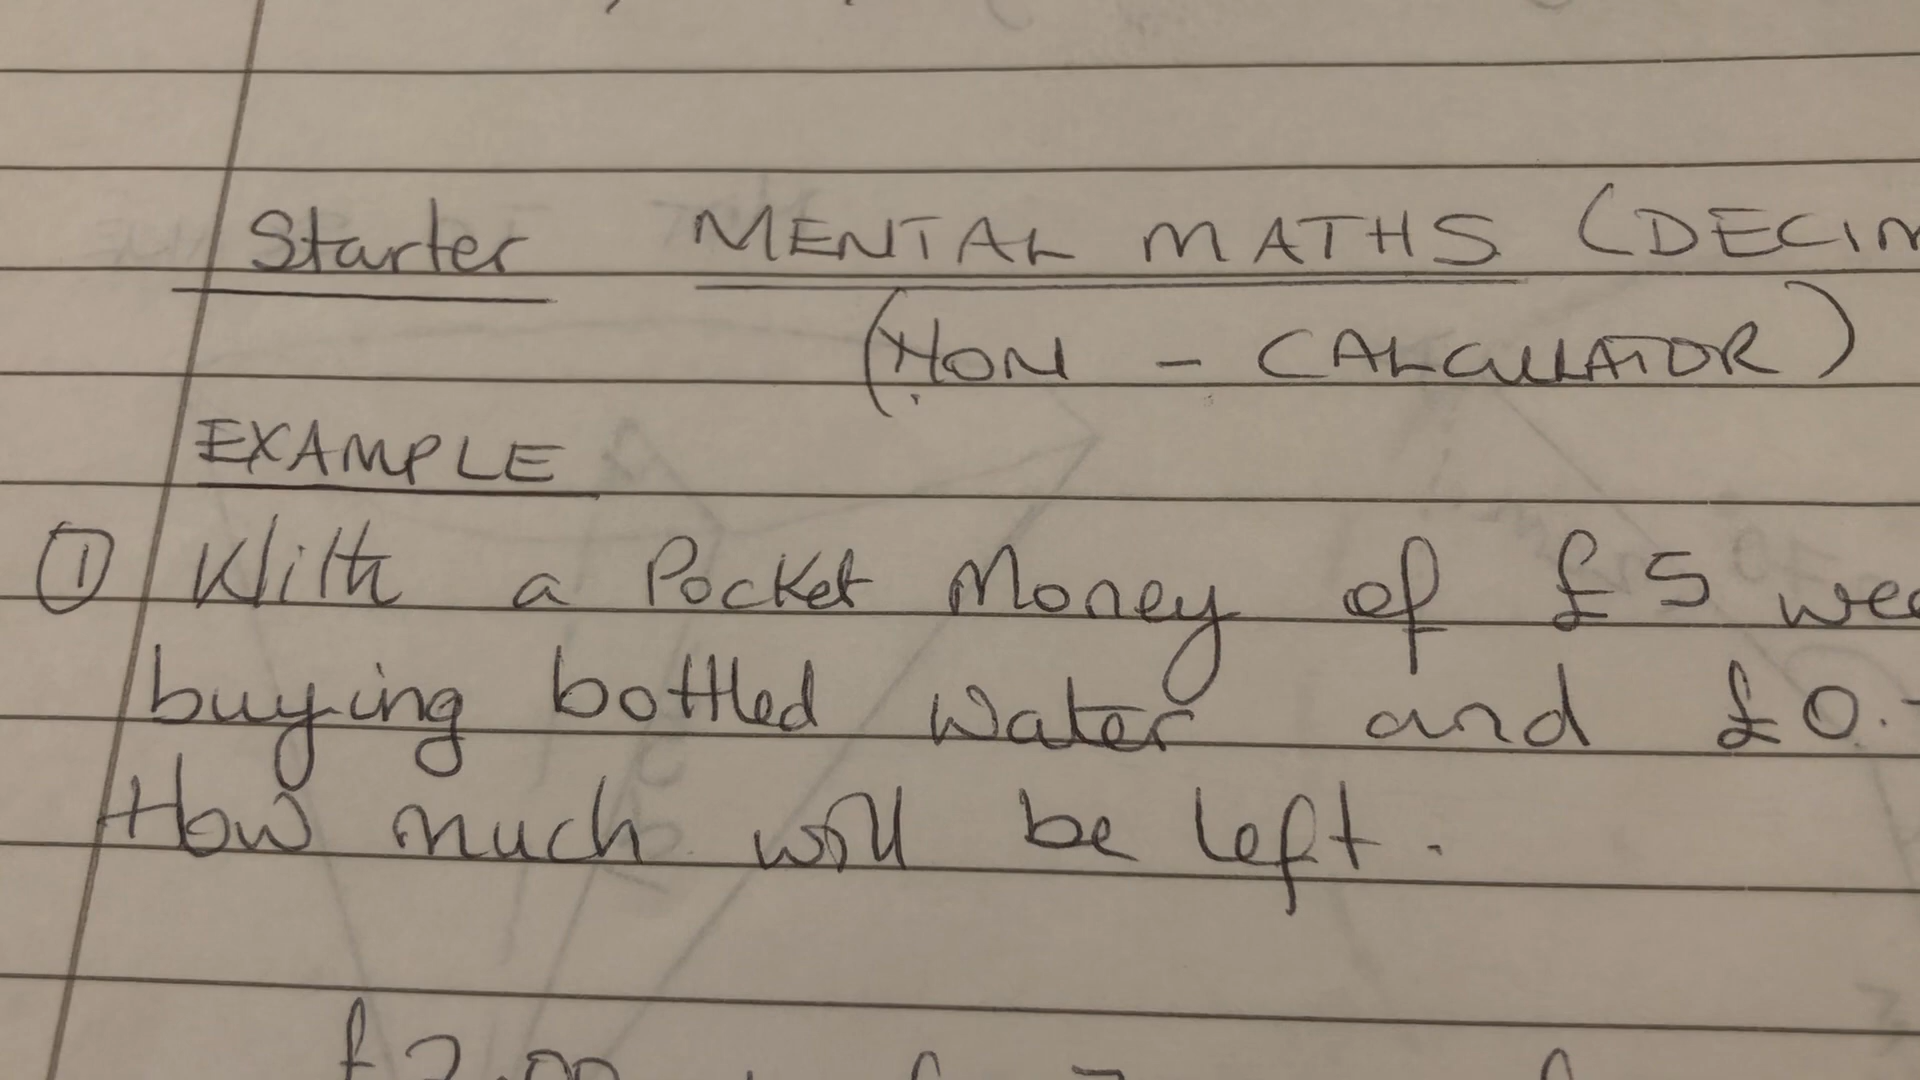 Starter MENTAL MATHS (DECIM
(NON - CALCULATOR)
EXAMPLE
① With a Pocket Money of £5 wee
buying bottled water and £0.
How much will be left.